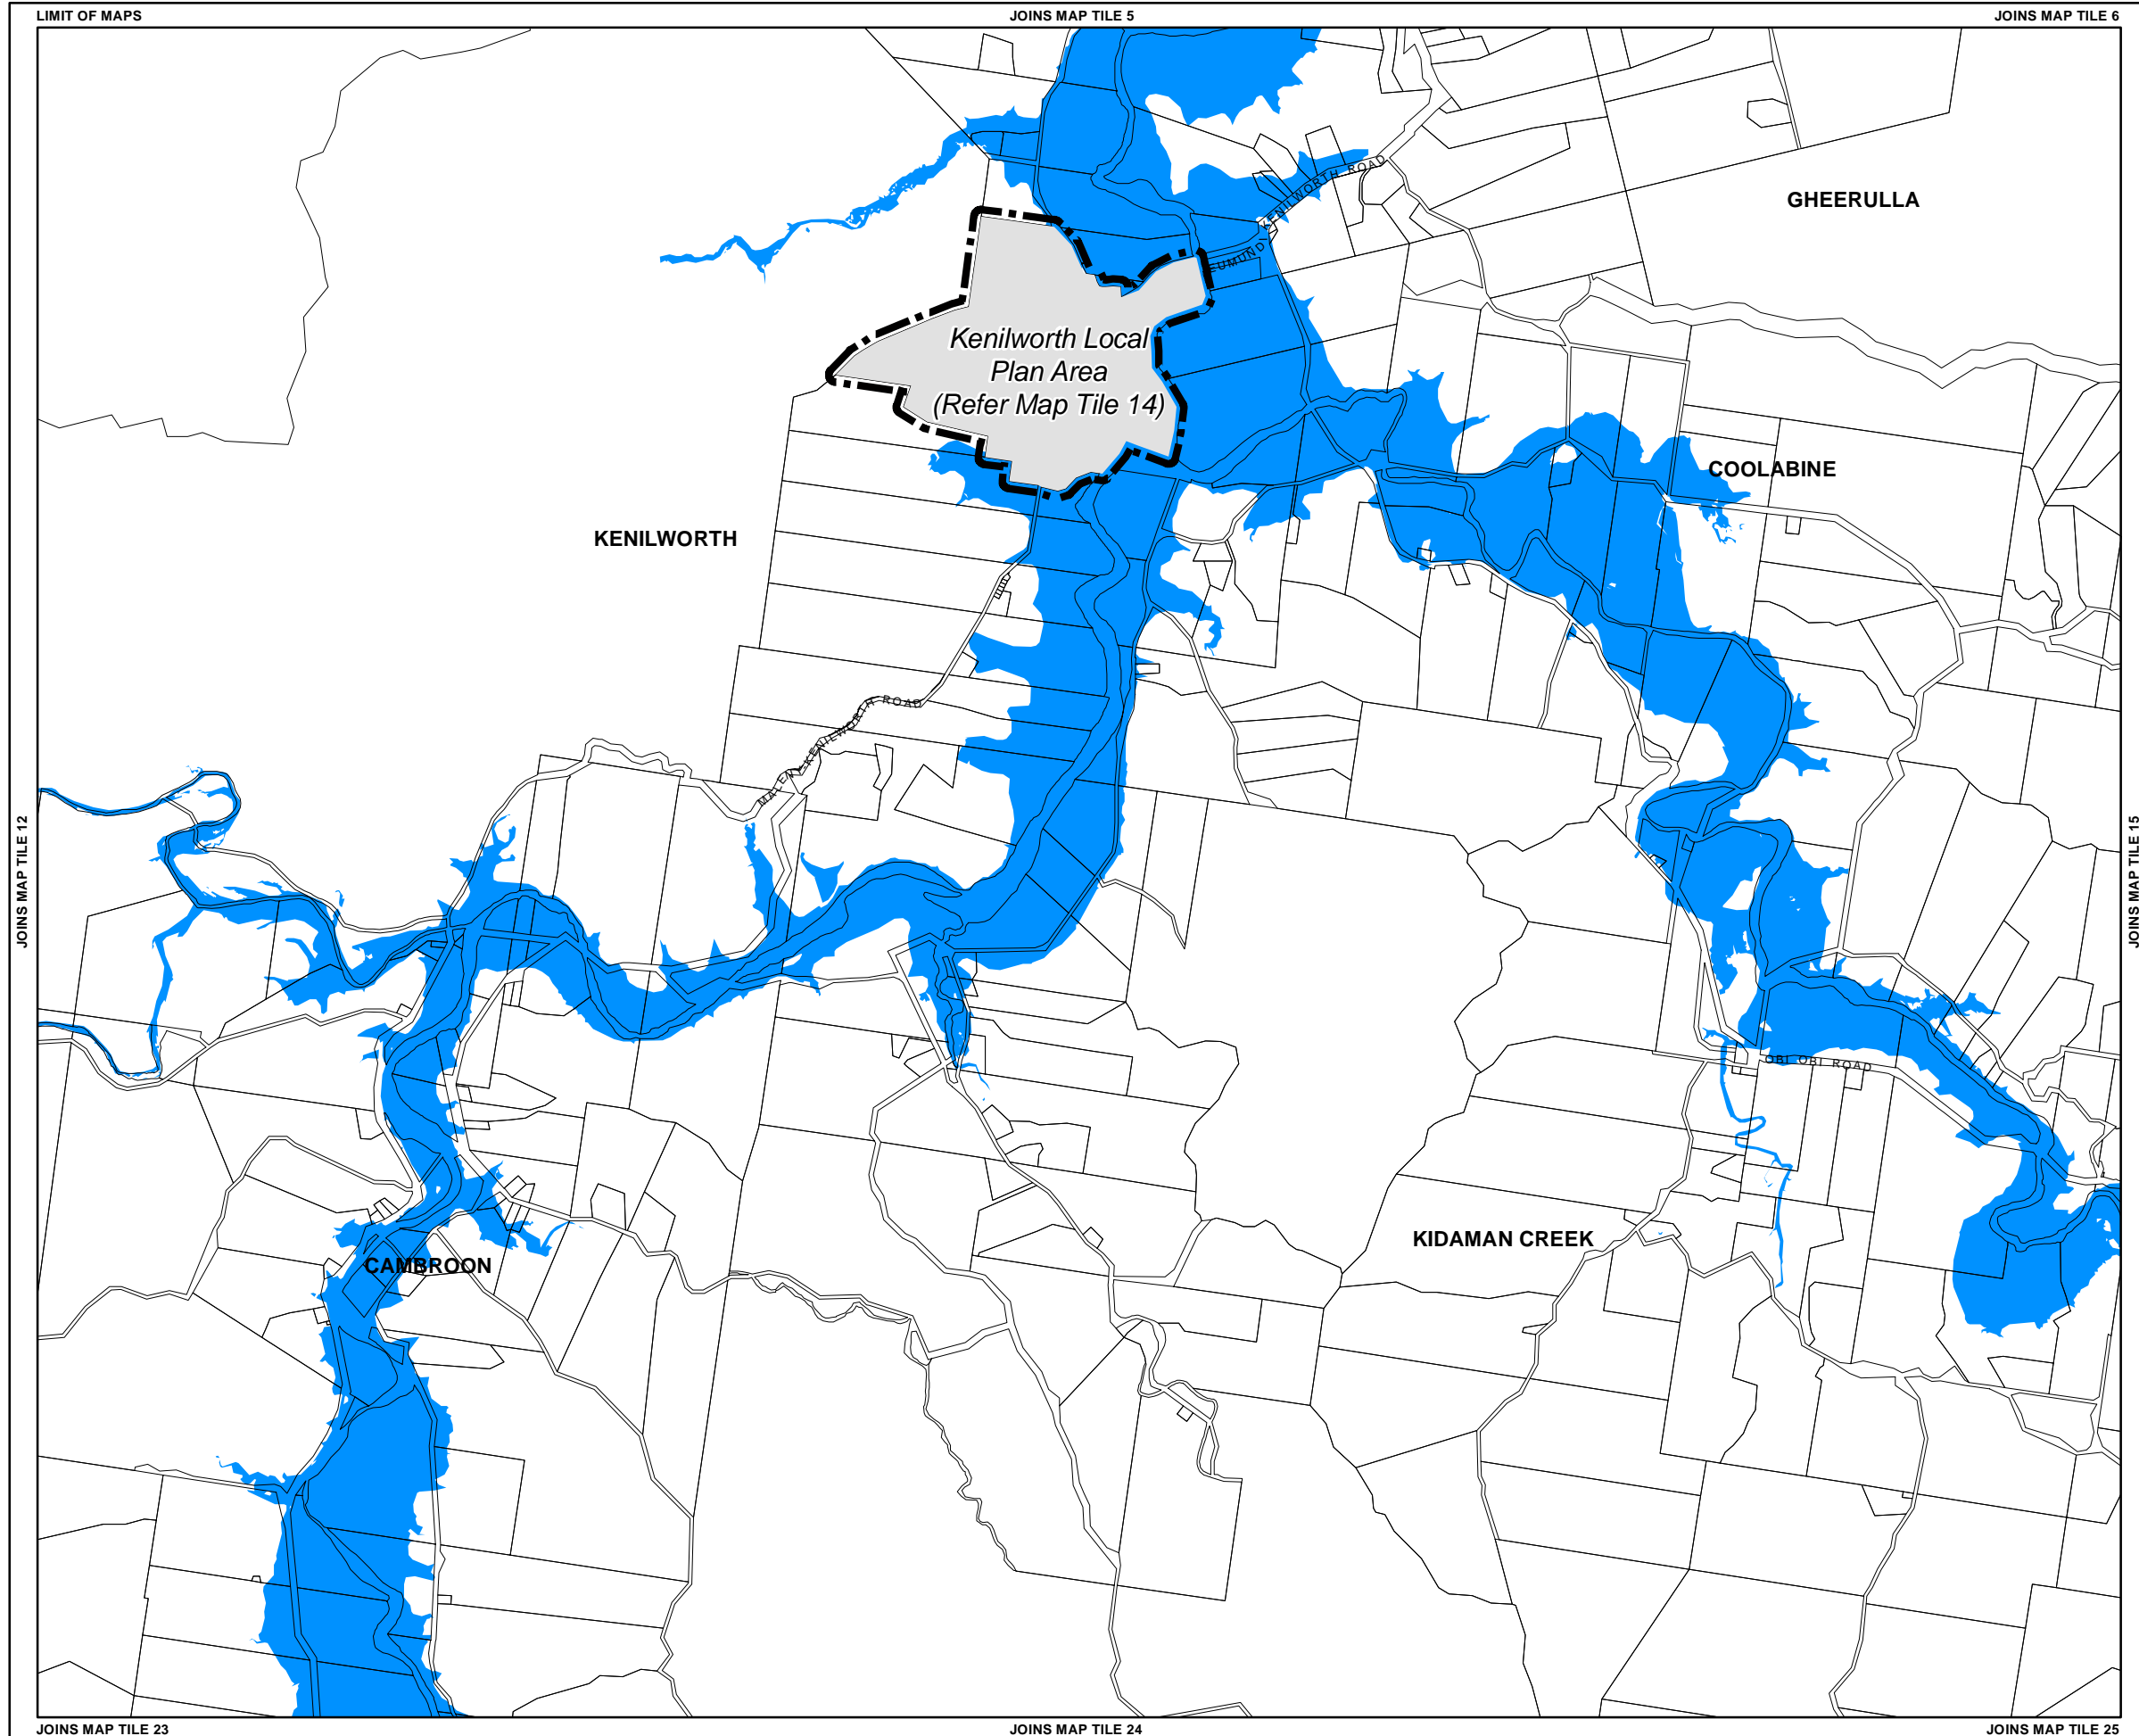 LIMIT OF MAPS
JOINS MAP TILE 5
JOINS MAP TILE 6
EUMUNDI KENILWORTH ROAD
GHEERULLA
Kenilworth Local
Plan Area
(Refer Map Tile 14)
COOLABINE
KENILWORTH
MALENY-KENILWORTH ROAD
JOINS MAP TILE 12
JOINS MAP TILE 15
OBI OBI ROAD
KIDAMAN CREEK
CAMBROON
JOINS MAP TILE 23
JOINS MAP TILE 24
JOINS MAP TILE 25